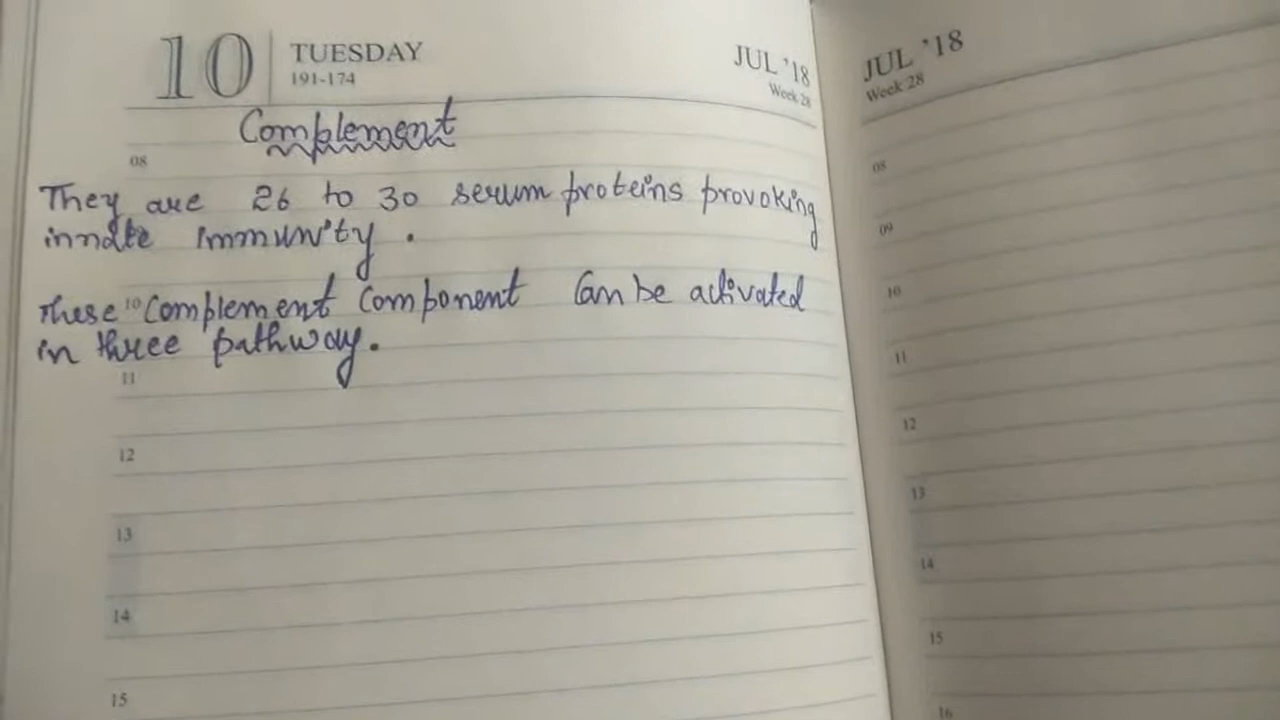 10 TUESDAY
191-174
JUL '18
Week 28
Complement
08
They are 26 to 30 serum proteins provoking
innate immunity.
these 10 Complement Component Can be activated
in three pathway.
11
12
13
14
15
JUL '18
Week 28
08
09
10
11
12
13
14
15
16